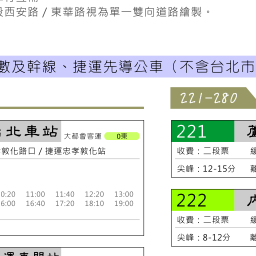 段西安路 / 東華路視為單一雙向道路繪製。
數及幹線、捷運先導公車（不含台北市
221-280
北車站 大都會客運 0東
敦化路口 / 捷運忠孝敦化站
0:20 11:00 11:40 12:20 13:00
6:00 16:40 17:20 18:10 19:00
221
收費：二段票
尖峰：12-15分 離
222
收費：二段票
尖峰：8-12分 離